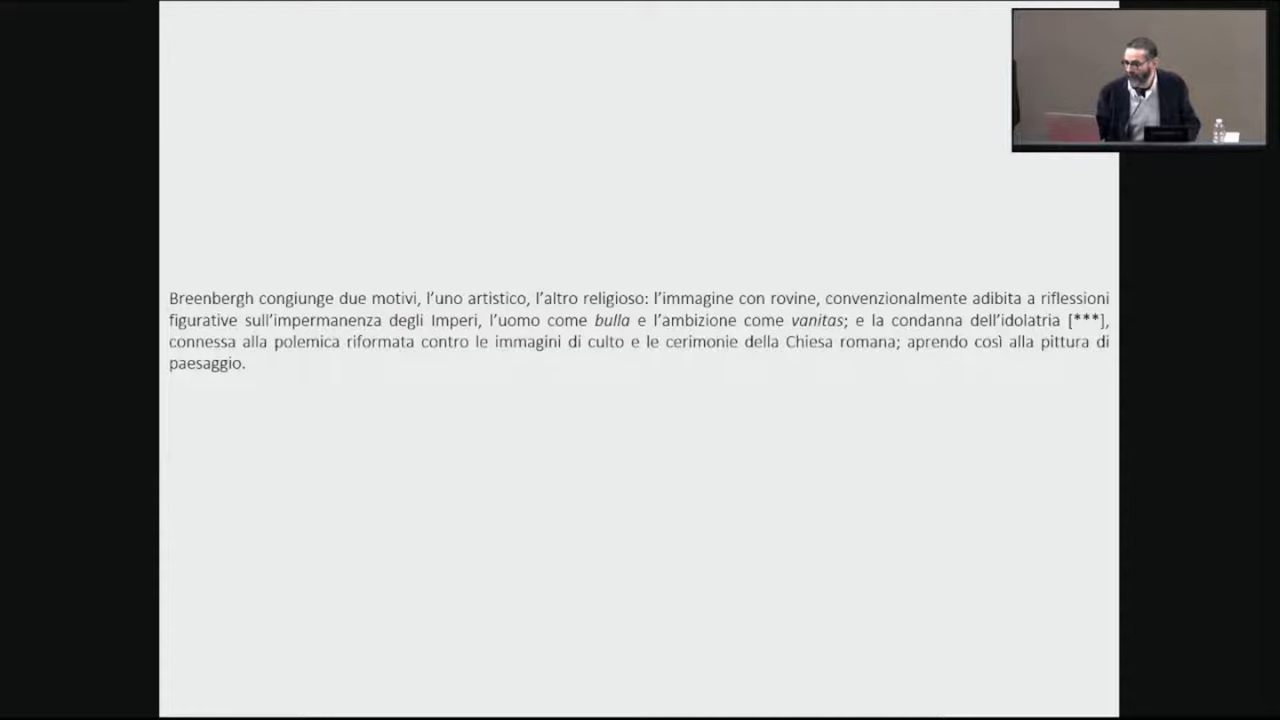 Breenbergh congiunge due motivi, l’uno artistico, l’altro religioso: l’immagine con rovine, convenzionalmente adibita a riflessioni
figurative sull’impermanenza degli Imperi, l’uomo come bulla e l’ambizione come vanitas; e la condanna dell’idolatria [***],
connessa alla polemica riformata contro le immagini di culto e le cerimonie della Chiesa romana; aprendo così alla pittura di
paesaggio.